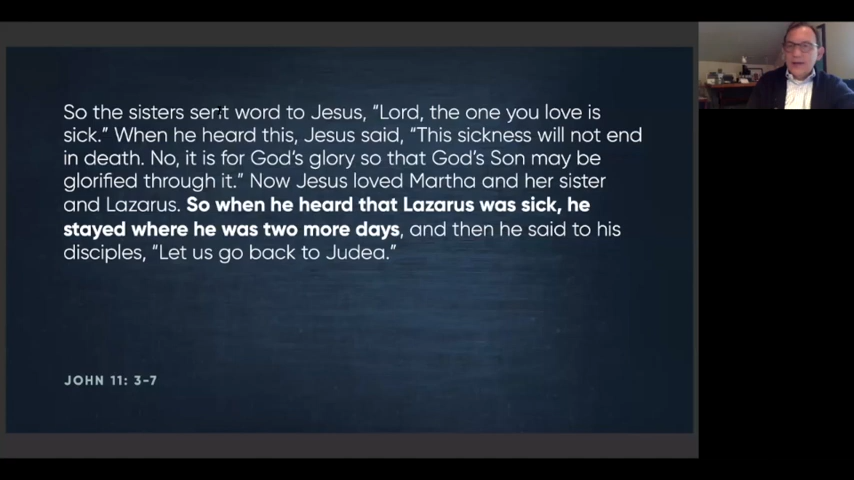 So the sisters sent word to Jesus, “Lord, the one you love is
sick.” When he heard this, Jesus said, “This sickness will not end
in death. No, it is for God’s glory so that God’s Son may be
glorified through it.” Now Jesus loved Martha and her sister
and Lazarus. So when he heard that Lazarus was sick, he
stayed where he was two more days, and then he said to his
disciples, “Let us go back to Judea.”
JOHN 11: 3-7